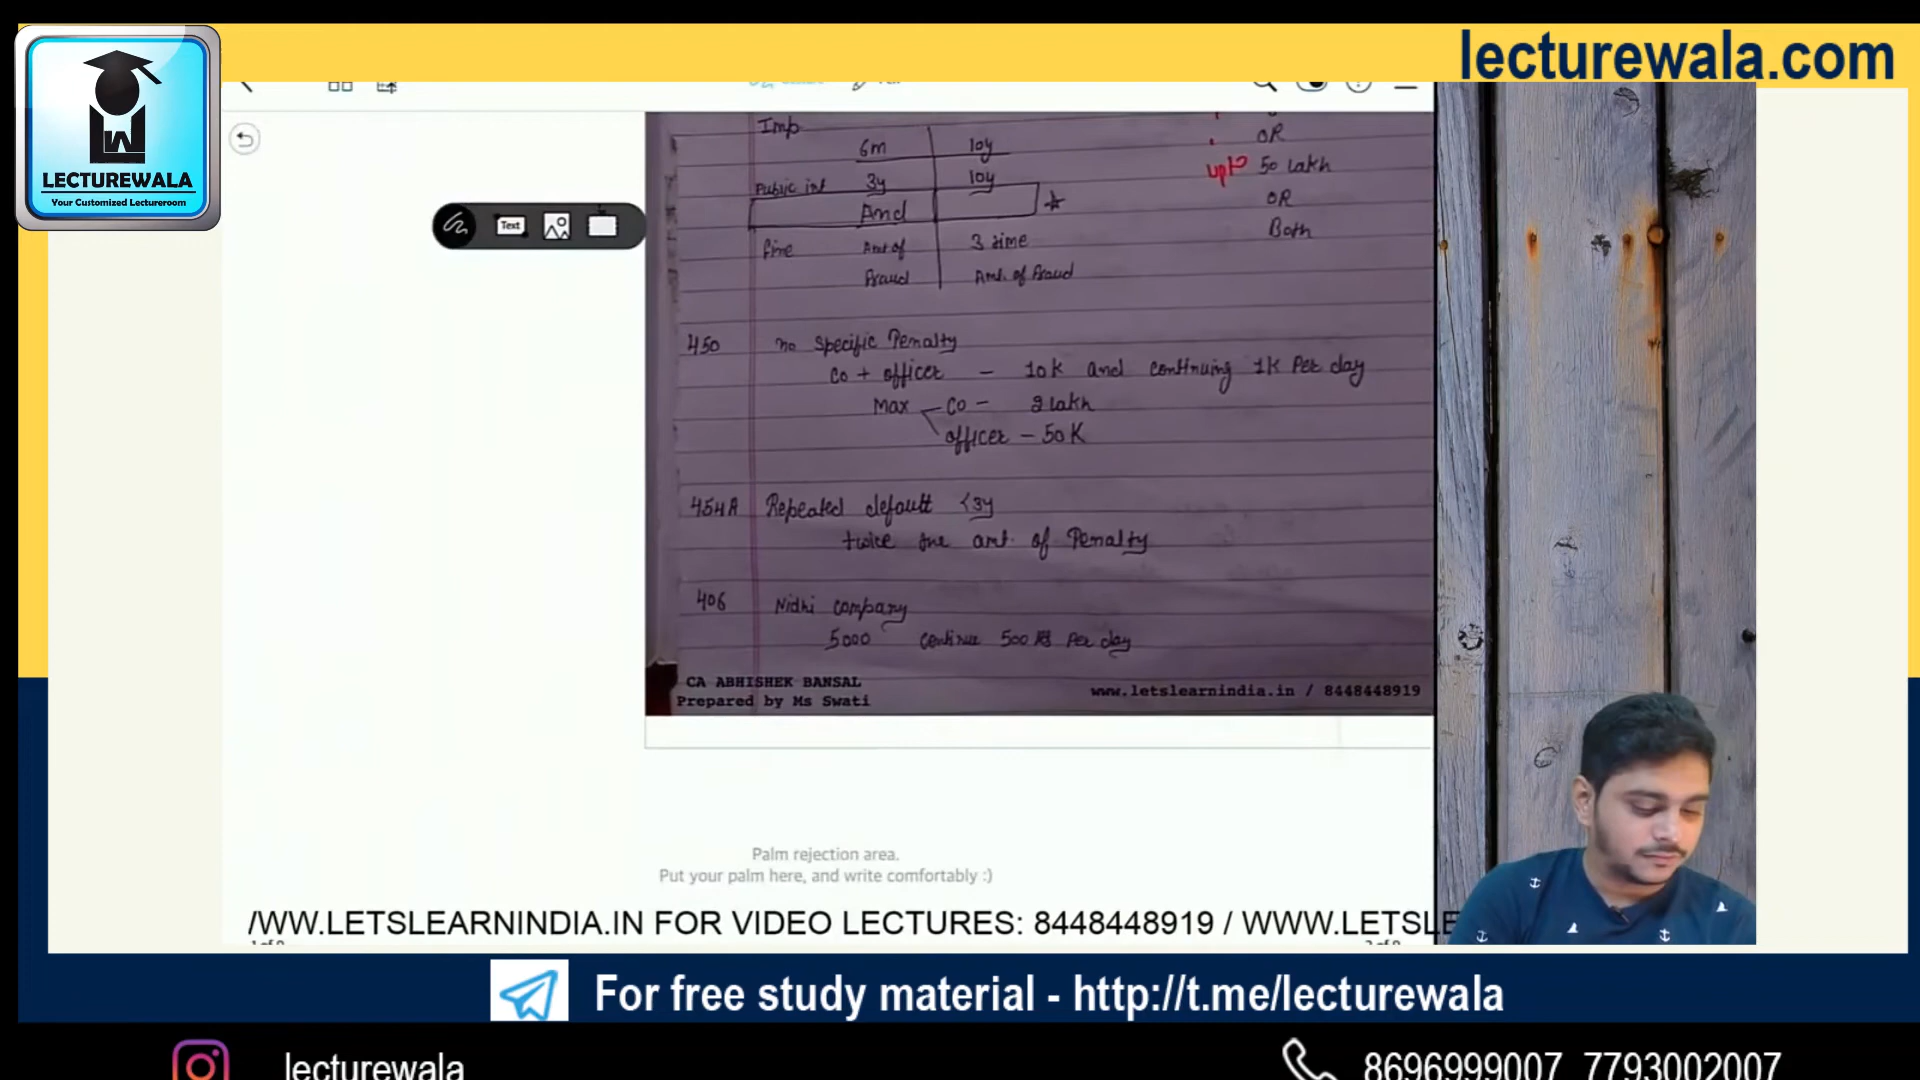 lecturewala.com
LW
LECTUREWALA
Your Customized Lectureroom
Text
Imp
6m 10y
Public int 3y 10y
And
fine Amt of 3 time
Fraud Amt. of Fraud
OR
upto 50 lakh
OR
Both
450 no specific Penalty
Co + officer - 10K and continuing 1K Per day
Max Co - 2 lakh
officer - 50K
454A Repeated default <3y
twice the amt. of Penalty
406 Nidhi company
5000 continue 500 Rs Per day
CA ABHISHEK BANSAL
Prepared by Ms Swati
www.letslearnindia.in / 8448448919
Palm rejection area.
Put your palm here, and write comfortably :)
/WW.LETSLEARNINDIA.IN FOR VIDEO LECTURES: 8448448919 / WWW.LETSLE
For free study material - http://t.me/lecturewala
lecturewala
8696999007 7793002007